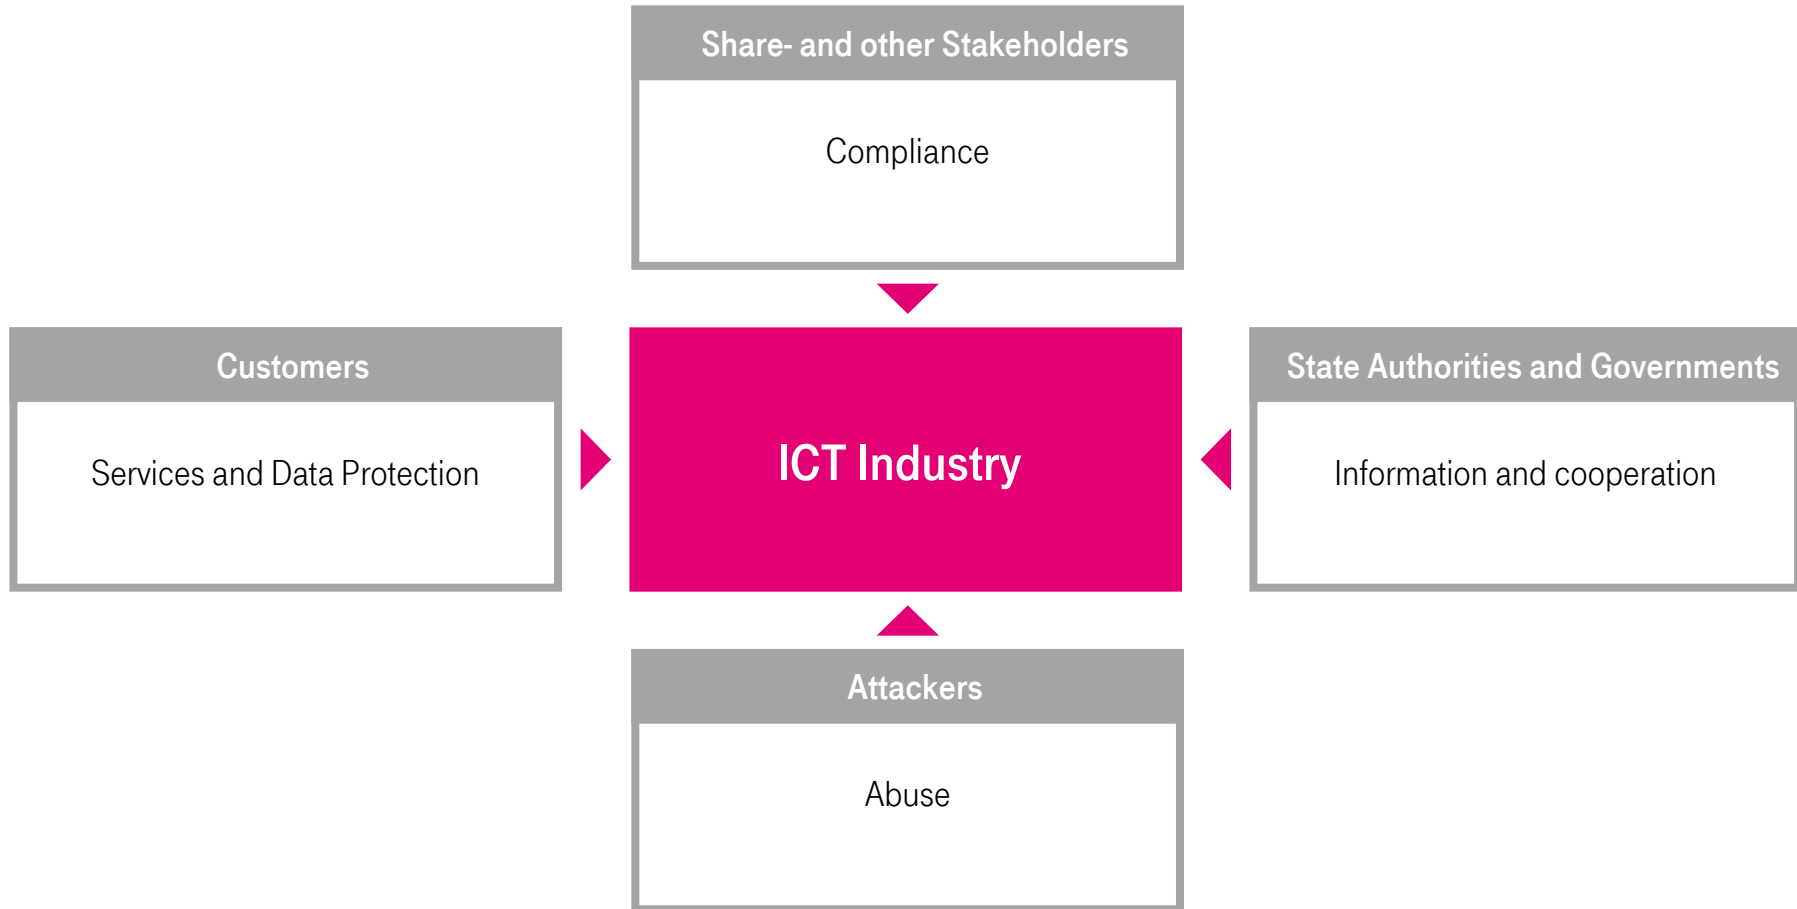 Share- and other Stakeholders
Compliance
Customers
Services and Data Protection
ICT Industry
State Authorities and Governments
Information and cooperation
Attackers
Abuse